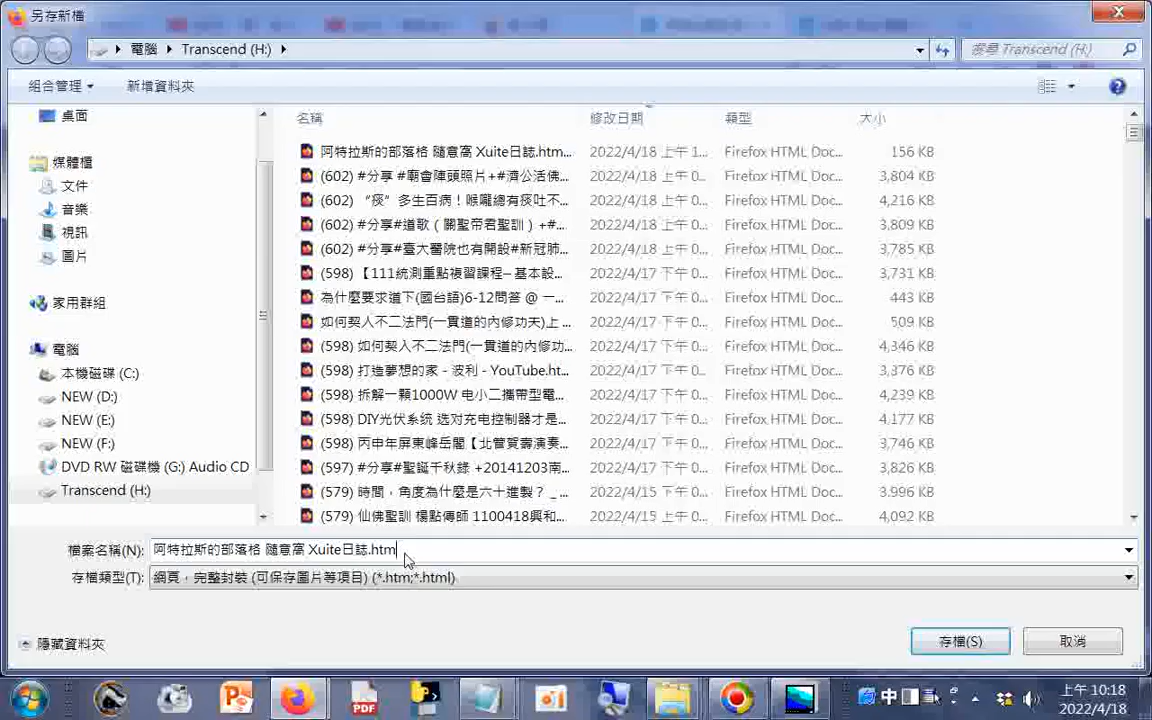 另存新檔
電腦 Transcend (H:)
搜尋 Transcend (H:)
組合管理 新增資料夾
桌面
媒體櫃
文件
音樂
視訊
圖片
家用群組
電腦
本機磁碟 (C:)
NEW (D:)
NEW (E:)
NEW (F:)
DVD RW 磁碟機 (G:) Audio CD
Transcend (H:)
名稱 修改日期 類型 大小
阿特拉斯的部落格 隨意窩 Xuite日誌.htm... 2022/4/18 上午 1... Firefox HTML Doc... 156 KB
(602) #分享 #廟會陣頭照片+#濟公活佛... 2022/4/18 上午 0... Firefox HTML Doc... 3,804 KB
(602) “痰”多生百病！喉嚨總有痰吐不... 2022/4/18 上午 0... Firefox HTML Doc... 4,216 KB
(602) #分享#道歌（關聖帝君聖訓）+#... 2022/4/18 上午 0... Firefox HTML Doc... 3,809 KB
(602) #分享#臺大醫院也有開設#新冠肺... 2022/4/18 上午 0... Firefox HTML Doc... 3,785 KB
(598) 【111統測重點複習課程─基本設... 2022/4/17 下午 0... Firefox HTML Doc... 3,731 KB
為什麼要求道下(國台語)6-12問答 @ 一... 2022/4/17 下午 0... Firefox HTML Doc... 443 KB
如何契入不二法門(一貫道的內修功夫)上 ... 2022/4/17 下午 0... Firefox HTML Doc... 509 KB
(598) 如何契入不二法門(一貫道的內修功... 2022/4/17 下午 0... Firefox HTML Doc... 4,346 KB
(598) 打造夢想的家 - 波利 - YouTube.ht... 2022/4/17 下午 0... Firefox HTML Doc... 3,376 KB
(598) 拆解一顆1000W 电小二攜帶型電... 2022/4/17 下午 0... Firefox HTML Doc... 4,239 KB
(598) DIY光伏系统 选对充电控制器才是... 2022/4/17 下午 0... Firefox HTML Doc... 4,177 KB
(598) 丙申年屏東峰岳閣【北管賀壽演奏... 2022/4/17 下午 0... Firefox HTML Doc... 3,746 KB
(597) #分享#聖誕千秋錄 +20141203南... 2022/4/17 下午 0... Firefox HTML Doc... 3,826 KB
(579) 時間，角度為什麼是六十進製？ _ ... 2022/4/15 下午 0... Firefox HTML Doc... 3,996 KB
(579) 仙佛聖訓 楊點傳師 1100418興和... 2022/4/15 下午 0... Firefox HTML Doc... 4,092 KB
檔案名稱(N): 阿特拉斯的部落格 隨意窩 Xuite日誌.htm
存檔類型(T): 網頁，完整封裝 (可保存圖片等項目) (*.htm;*.html)
隱藏資料夾 存檔(S) 取消
PDF
中
上午 10:18
2022/4/18